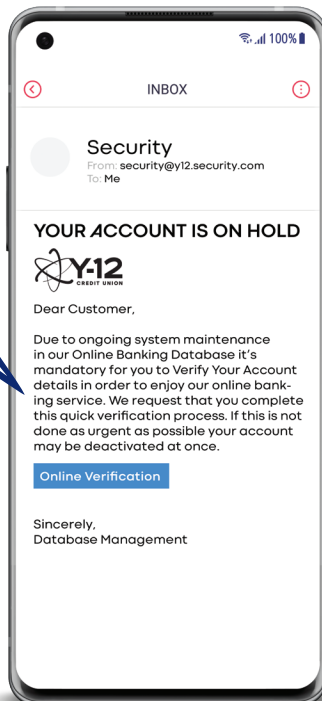 100%
INBOX
Security
From: security@y12.security.com
To: Me
YOUR ACCOUNT IS ON HOLD
Y-12
CREDIT UNION
Dear Customer,
Due to ongoing system maintenance
in our Online Banking Database it's
mandatory for you to Verify Your Account
details in order to enjoy our online bank-
ing service. We request that you complete
this quick verification process. If this is not
done as urgent as possible your account
may be deactivated at once.
Online Verification
Sincerely,
Database Management